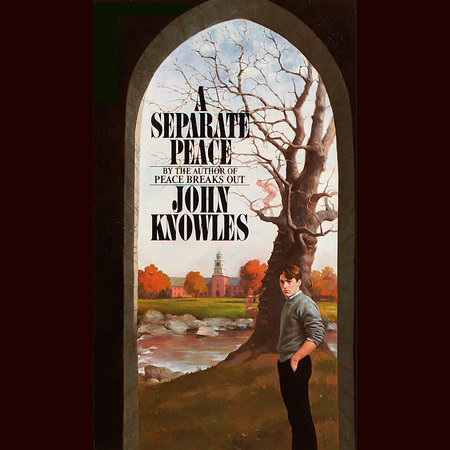 A
SEPARATE
PEACE
BY THE AUTHOR OF
PEACE BREAKS OUT
JOHN
KNOWLES